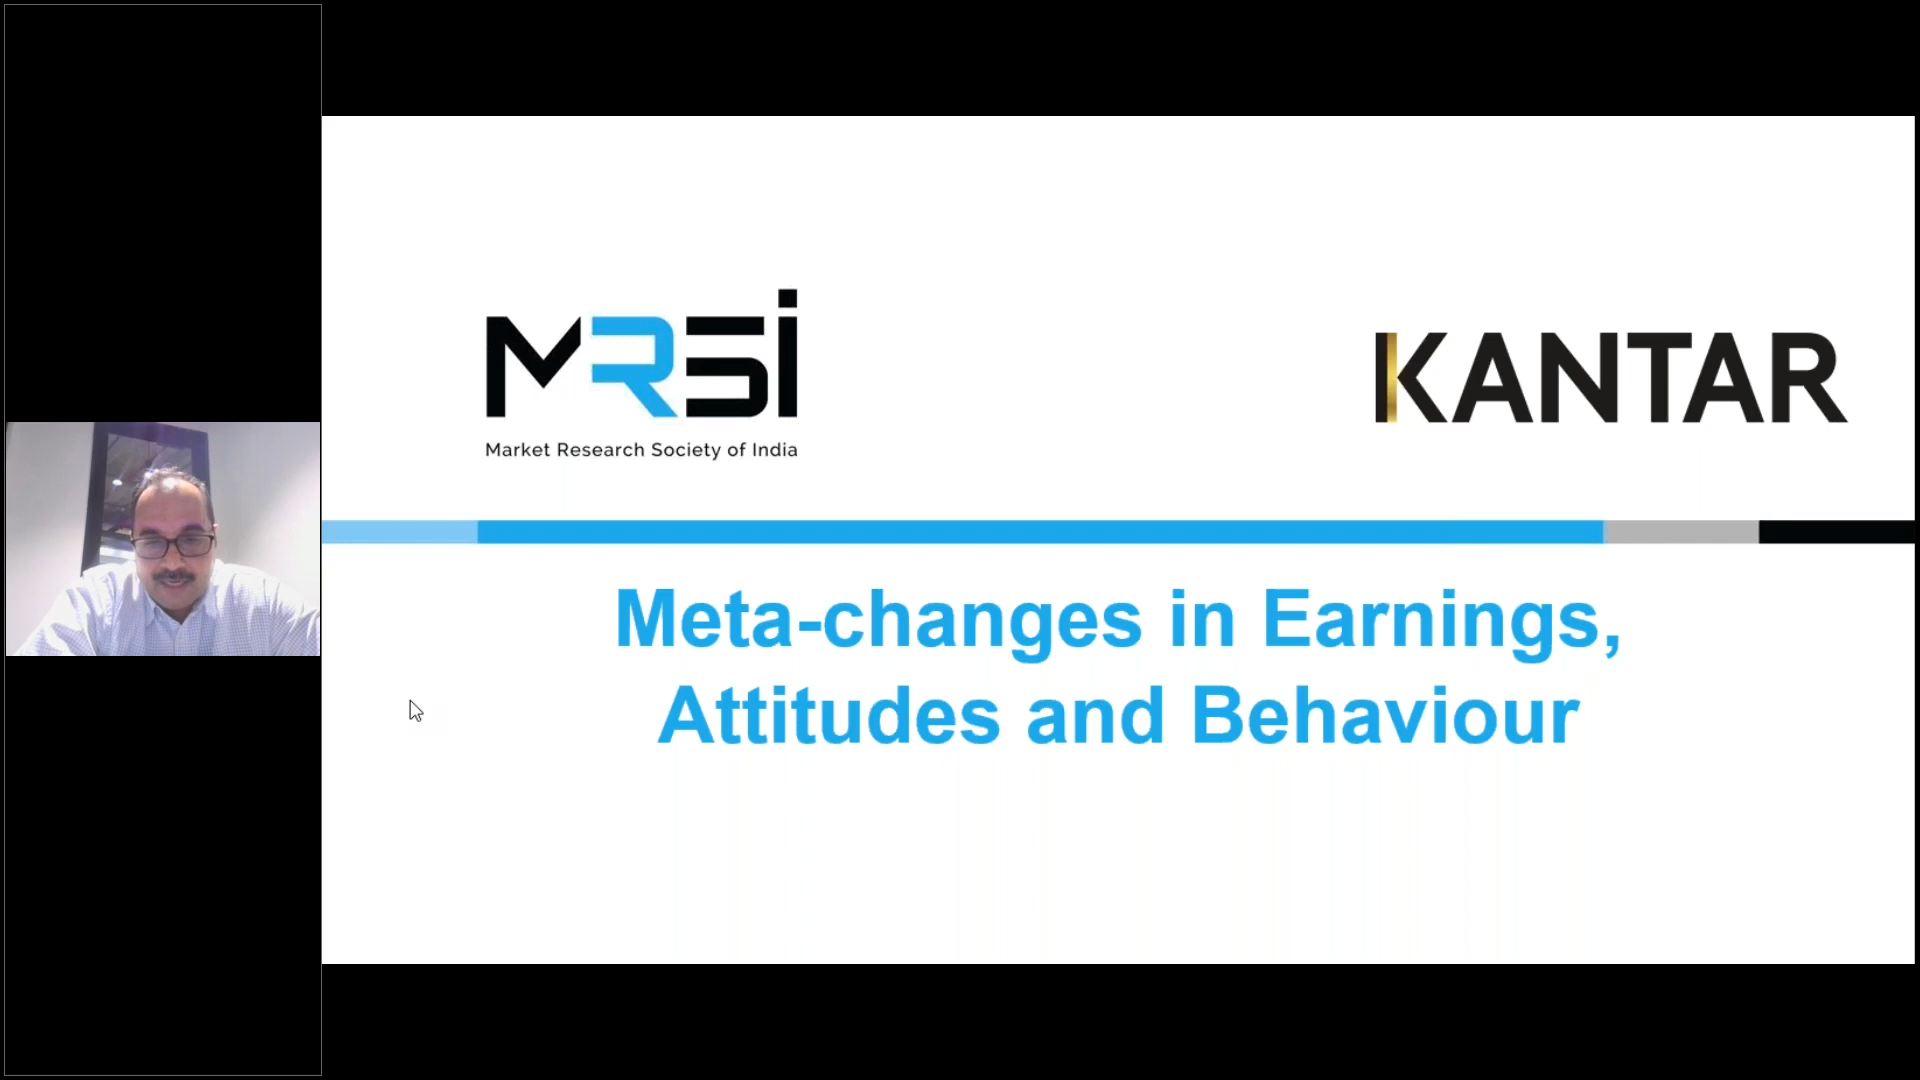 MRSI
Market Research Society of India
KANTAR
Meta-changes in Earnings,
Attitudes and Behaviour